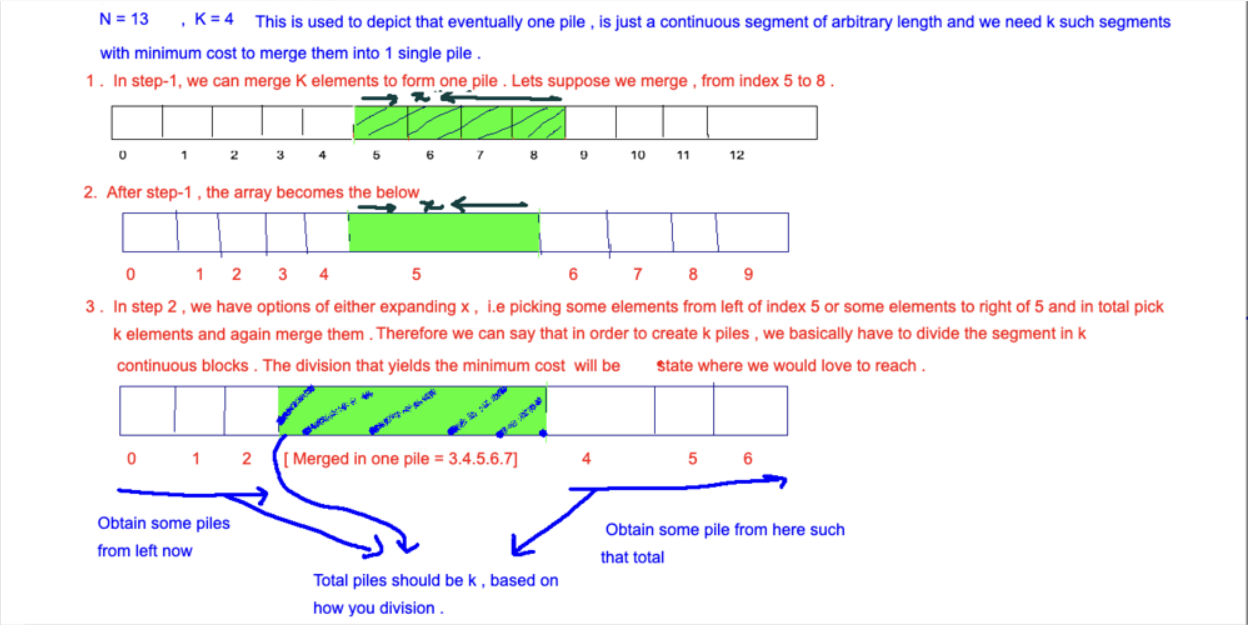 N = 13 , K = 4 This is used to depict that eventually one pile , is just a continuous segment of arbitrary length and we need k such segments
with minimum cost to merge them into 1 single pile .
1 . In step-1, we can merge K elements to form one pile . Lets suppose we merge , from index 5 to 8 .
x
0 1 2 3 4 5 6 7 8 9 10 11 12
2. After step-1 , the array becomes the below
x
0 1 2 3 4 5 6 7 8 9
3 . In step 2 , we have options of either expanding x , i.e picking some elements from left of index 5 or some elements to right of 5 and in total pick
k elements and again merge them . Therefore we can say that in order to create k piles , we basically have to divide the segment in k
continuous blocks . The division that yields the minimum cost will be state where we would love to reach .
0 1 2 [ Merged in one pile = 3.4.5.6.7] 4 5 6
Obtain some piles
from left now
Obtain some pile from here such
that total
Total piles should be k , based on
how you division .